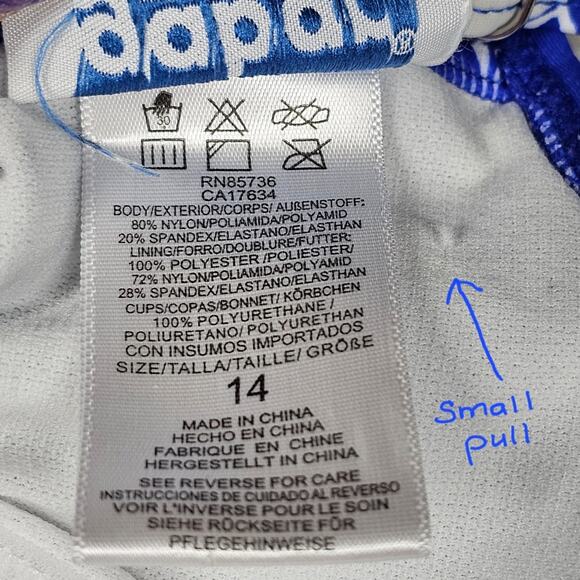 dapal®
30
RN85736
CA17634
BODY/EXTERIOR/CORPS/ AUßENSTOFF:
80% NYLON/POLIAMIDA/POLYAMID
20% SPANDEX/ELASTANO/ELASTHAN
LINING/FORRO/DOUBLURE/FUTTER:
100% POLYESTER /POLIESTER/
72% NYLON/POLIAMIDA/POLYAMID
28% SPANDEX/ELASTANO/ELASTHAN
CUPS/COPAS/BONNET/ KÖRBCHEN
100% POLYURETHANE /
POLIURETANO/ POLYURETHAN
CON INSUMOS IMPORTADOS
SIZE/TALLA/TAILLE/ GRÖßE
14
MADE IN CHINA
HECHO EN CHINA
FABRIQUE EN CHINE
HERGESTELLT IN CHINA
SEE REVERSE FOR CARE
INSTRUCCIONES DE CUIDADO AL REVERSO
VOIR L'INVERSE POUR LE SOIN
SIEHE RÜCKSEITE FÜR
PFLEGEHINWEISE
Small
pull